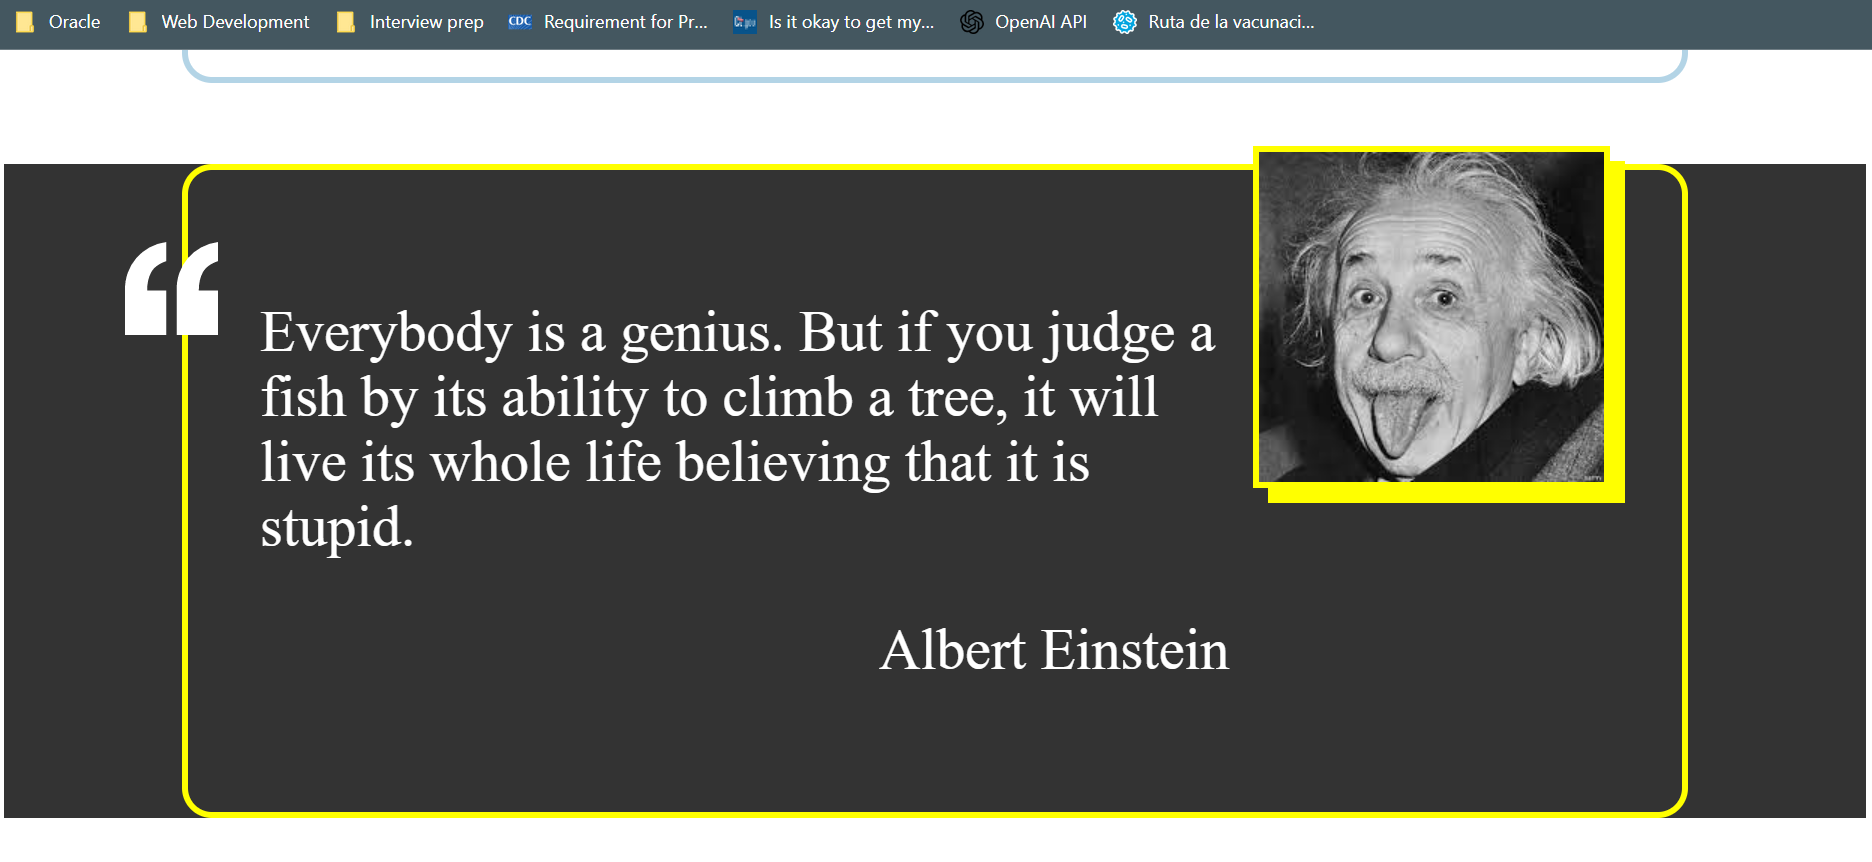 Oracle Web Development Interview prep CDC Requirement for Pr... Is it okay to get my... OpenAI API Ruta de la vacunaci...
“
Everybody is a genius. But if you judge a
fish by its ability to climb a tree, it will
live its whole life believing that it is
stupid.
Albert Einstein